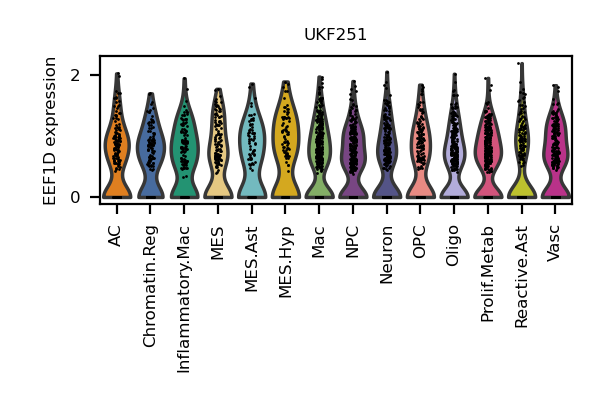 UKF251
EEF1D expression
2
0
AC
Chromatin.Reg
Inflammatory.Mac
MES
MES.Ast
MES.Hyp
Mac
NPC
Neuron
OPC
Oligo
Prolif.Metab
Reactive.Ast
Vasc